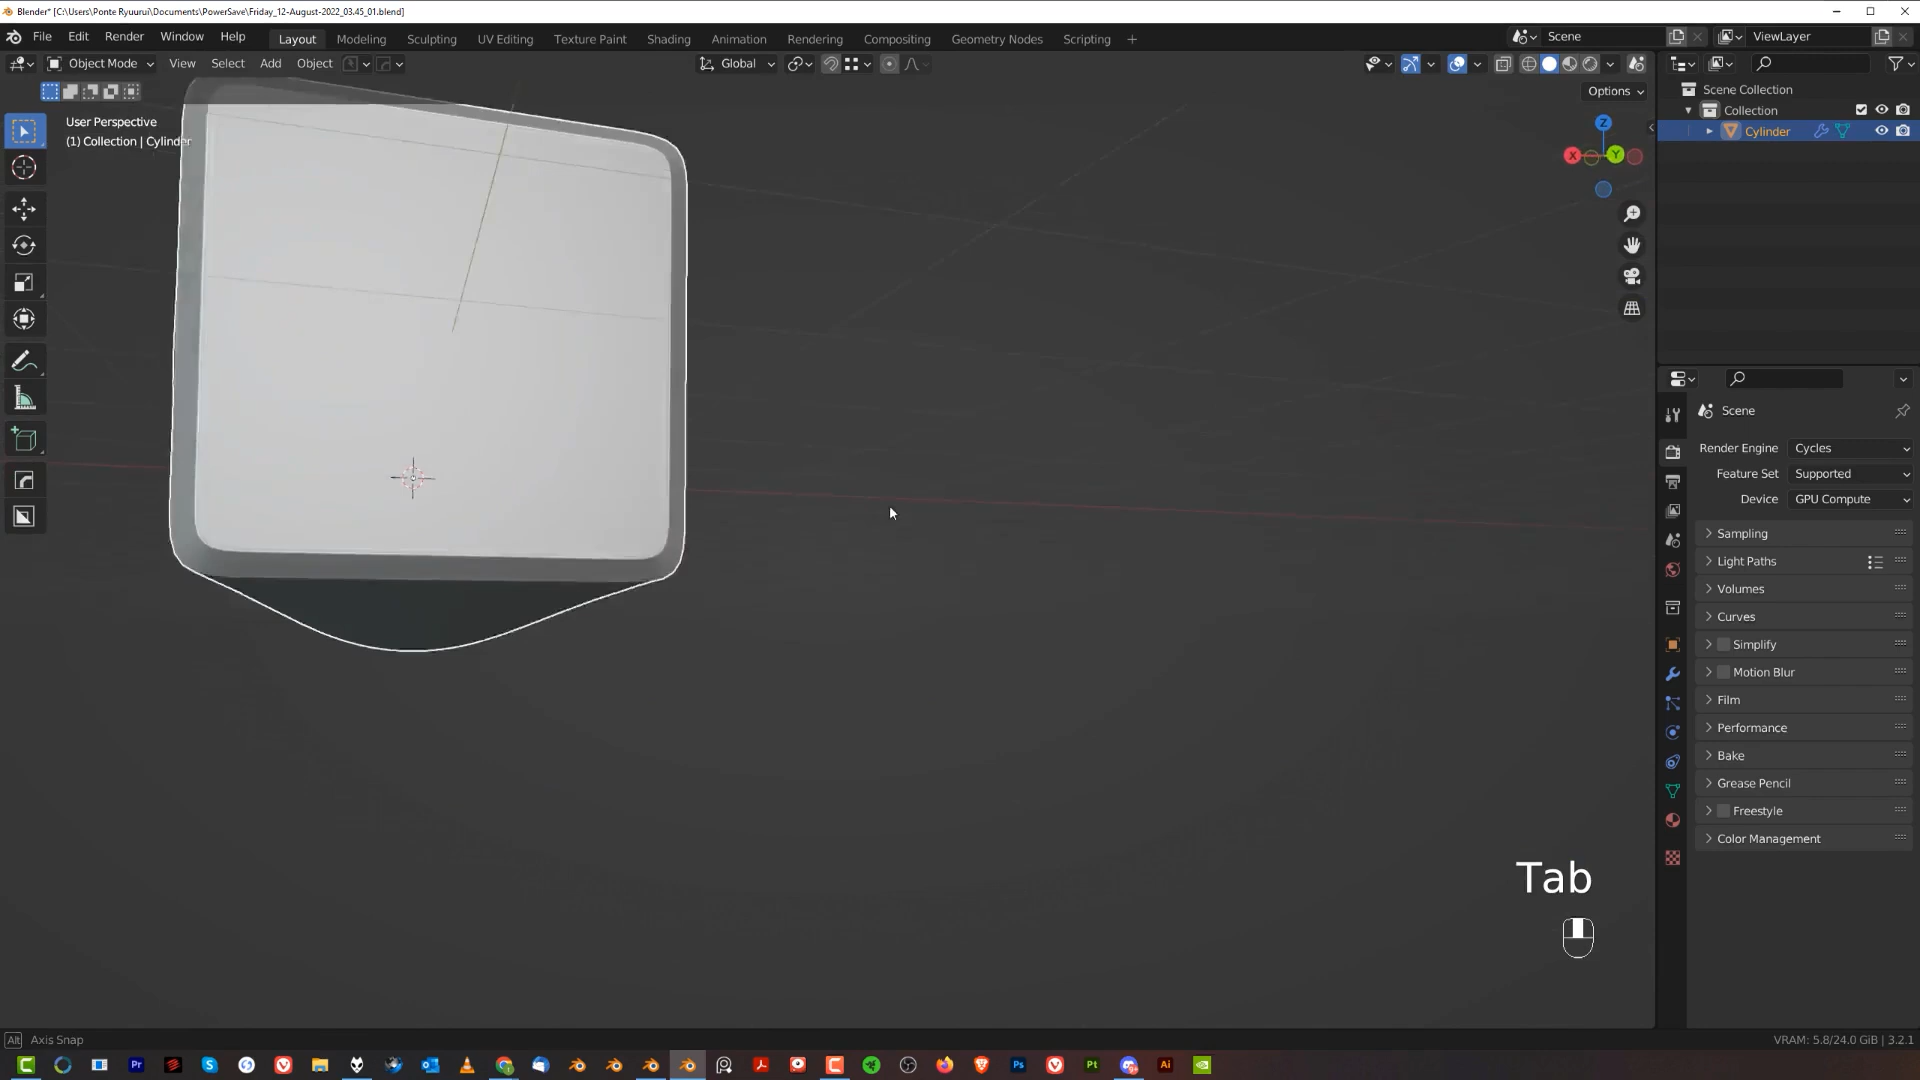 Blender* [C:\Users\Ponte Ryuurui\Documents\PowerSave\Friday_12-August-2022_03.45_01.blend]
File Edit Render Window Help Layout Modeling Sculpting UV Editing Texture Paint Shading Animation Rendering Compositing Geometry Nodes Scripting + Scene ViewLayer
Object Mode View Select Add Object Global
Options
User Perspective
(1) Collection | Cylinder
Scene Collection
Collection
Cylinder
Z
X
Y
Scene
Render Engine Cycles
Feature Set Supported
Device GPU Compute
Sampling
Light Paths
Volumes
Curves
Simplify
Motion Blur
Film
Performance
Bake
Grease Pencil
Freestyle
Color Management
Tab
Alt Axis Snap
VRAM: 5.8/24.0 GiB | 3.2.1
Pr
Ps
Pt
Ai